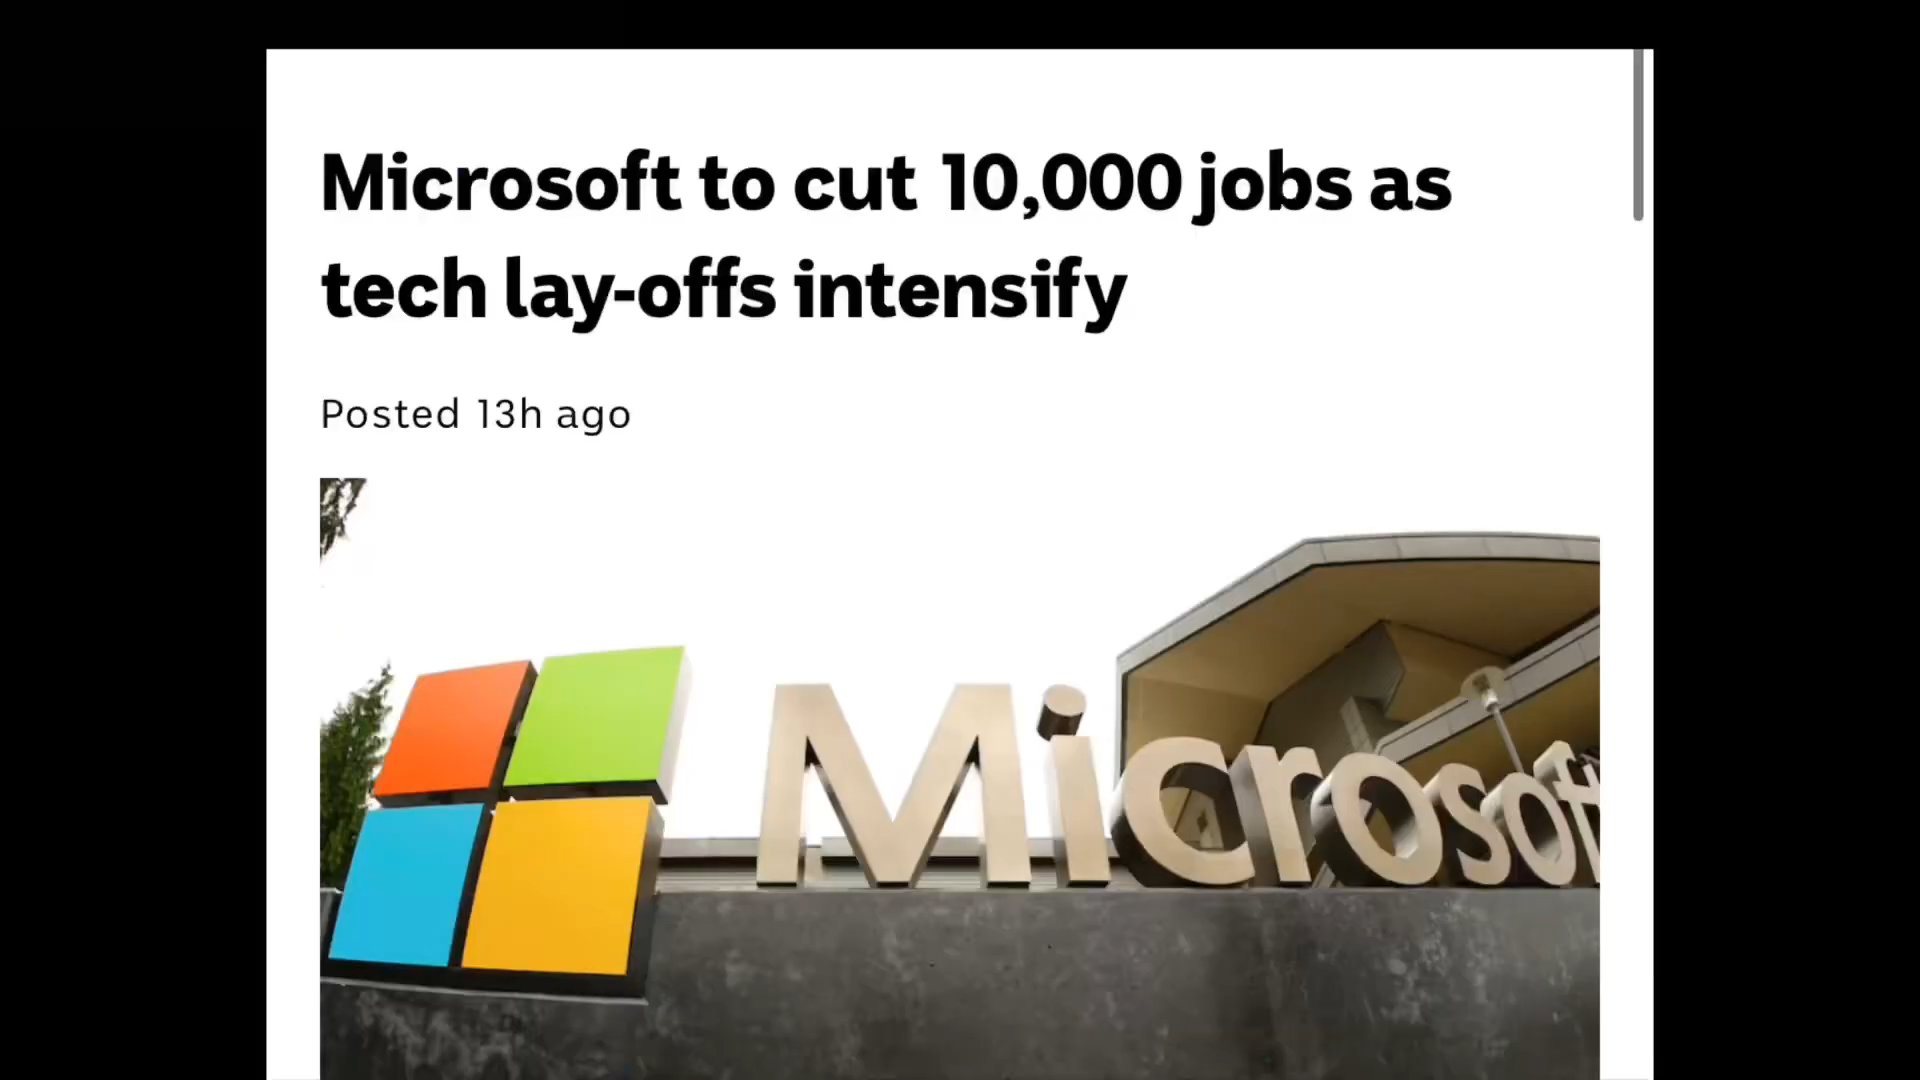 Microsoft to cut 10,000 jobs as
tech lay-offs intensify
Posted 13h ago
Microsoft